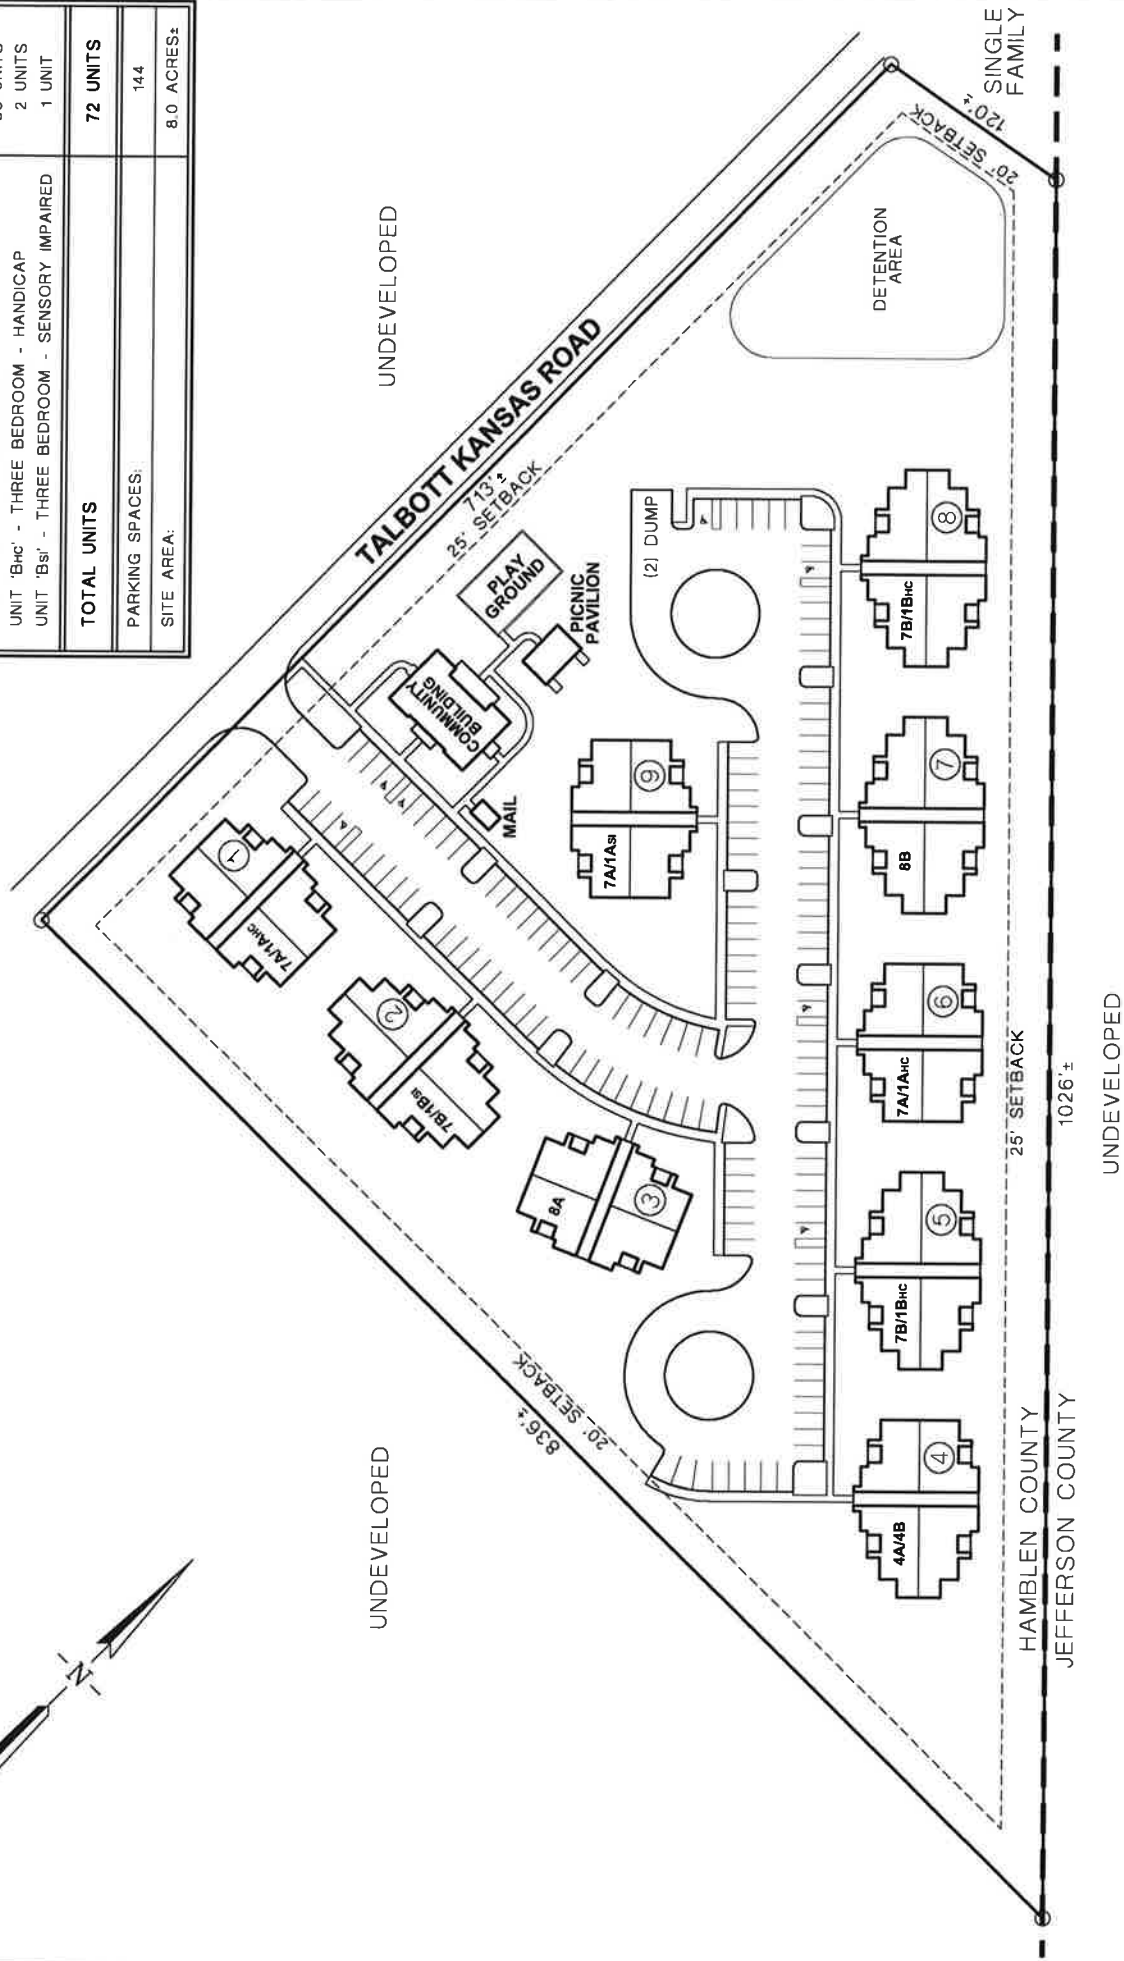 2 UNITS
UNIT 'BHC' - THREE BEDROOM - HANDICAP
1 UNIT
UNIT 'BSI' - THREE BEDROOM - SENSORY IMPAIRED
TOTAL UNITS 72 UNITS
PARKING SPACES: 144
SITE AREA: 8.0 ACRES±
UNDEVELOPED
TALBOTT KANSAS ROAD
713'±
25' SETBACK
SINGLE
FAMILY
120'±
20' SETBACK
DETENTION
AREA
PLAY
GROUND
PICNIC
PAVILION
COMMUNITY
BUILDING
MAIL
(2) DUMP
1
7A/1AHC
2
7B/1BSI
3
8A
9
7A/1ASI
8
7B/1BHC
7
8B
6
7A/1AHC
5
7B/1BHC
4
4A/4B
20' SETBACK
836'±
UNDEVELOPED
N
25' SETBACK
1026'±
UNDEVELOPED
HAMBLEN COUNTY
JEFFERSON COUNTY